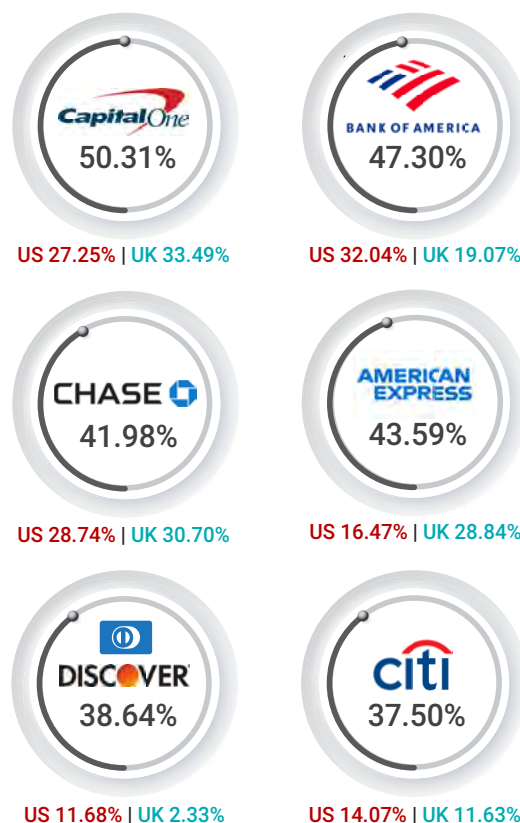 CapitalOne
50.31%
US 27.25% | UK 33.49%
BANK OF AMERICA
47.30%
US 32.04% | UK 19.07%
CHASE
41.98%
US 28.74% | UK 30.70%
AMERICAN
EXPRESS
43.59%
US 16.47% | UK 28.84%
DISCOVER
38.64%
US 11.68% | UK 2.33%
citi
37.50%
US 14.07% | UK 11.63%